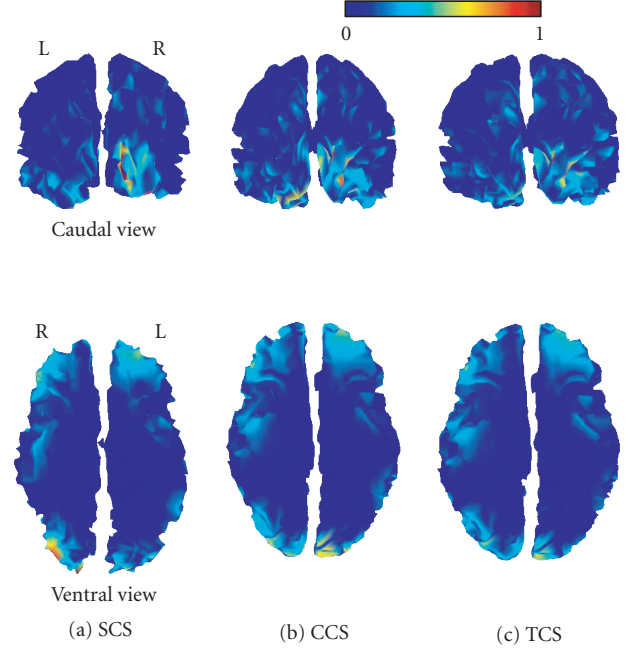 0 1
L R
Caudal view
R L
Ventral view
(a) SCS (b) CCS (c) TCS